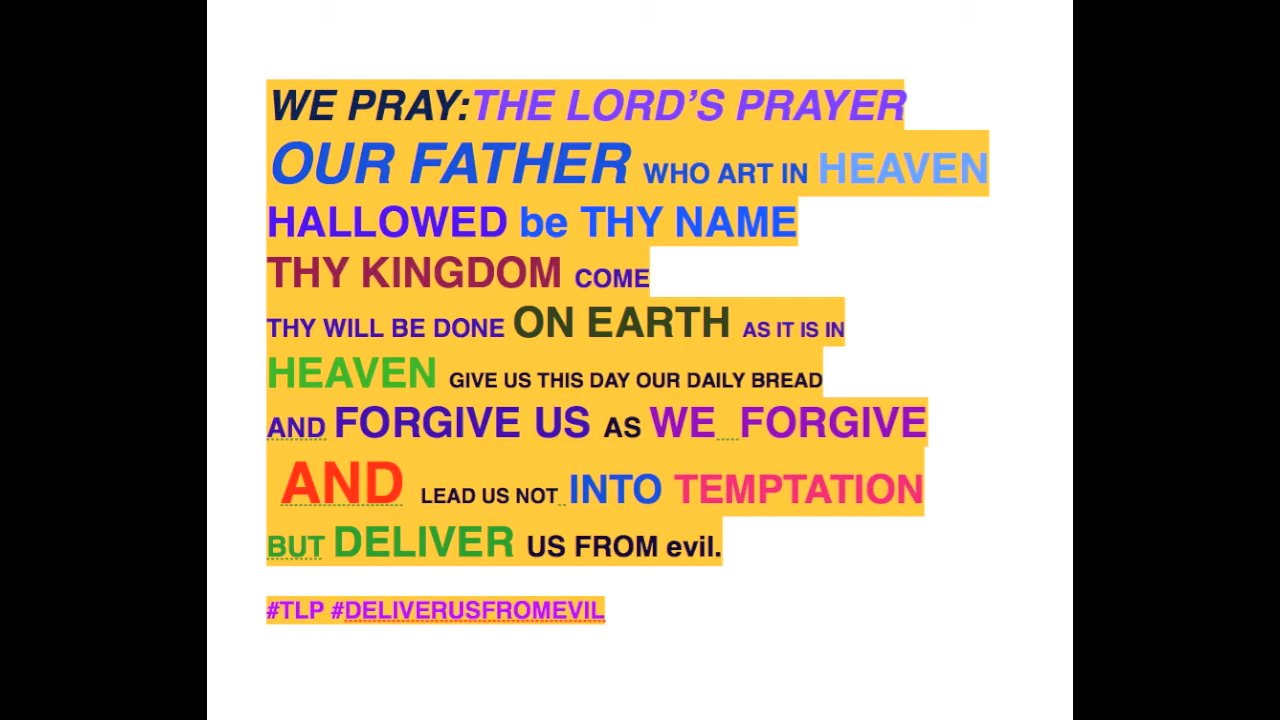 WE PRAY:THE LORD’S PRAYER
OUR FATHER WHO ART IN HEAVEN
HALLOWED be THY NAME
THY KINGDOM COME
THY WILL BE DONE ON EARTH AS IT IS IN
HEAVEN GIVE US THIS DAY OUR DAILY BREAD
AND FORGIVE US AS WE FORGIVE
AND LEAD US NOT INTO TEMPTATION
BUT DELIVER US FROM evil.
#TLP #DELIVERUSFROMEVIL